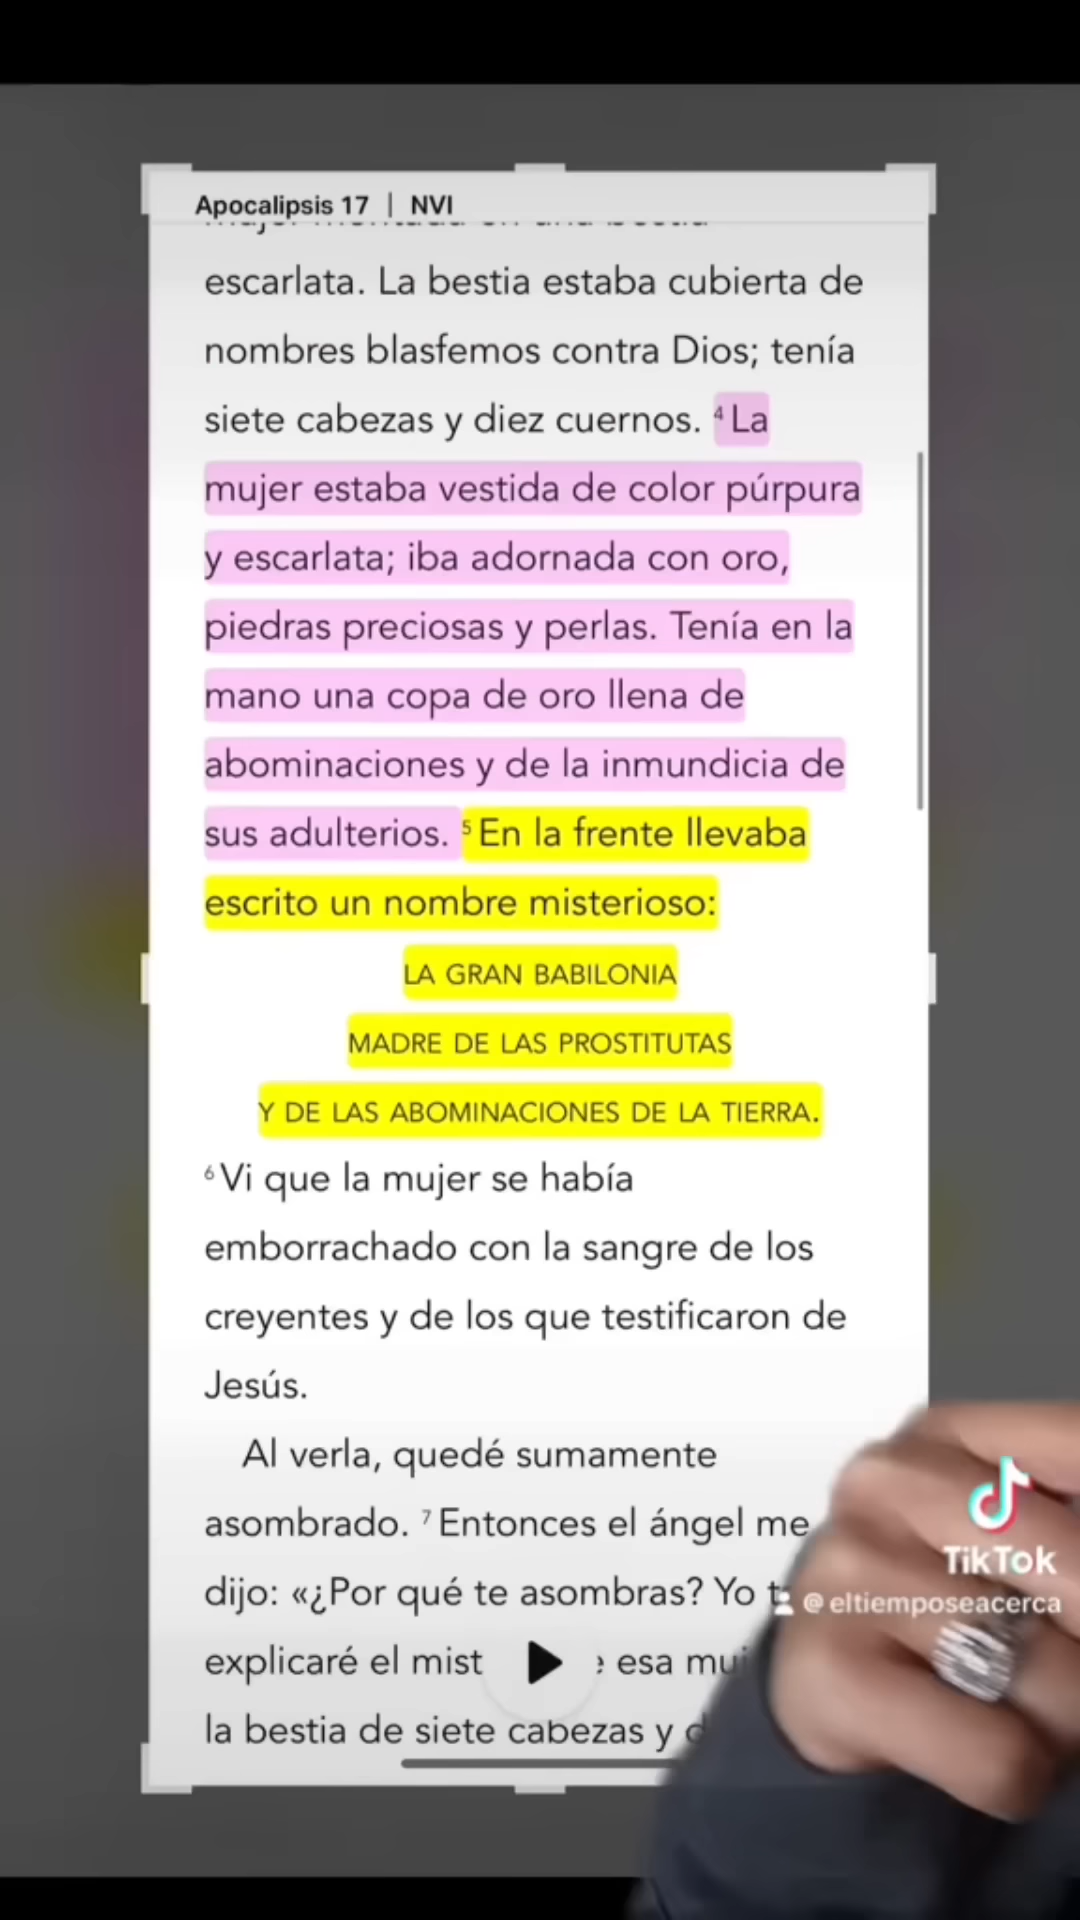 Apocalipsis 17 | NVI
escarlata. La bestia estaba cubierta de
nombres blasfemos contra Dios; tenía
siete cabezas y diez cuernos. ⁴ La
mujer estaba vestida de color púrpura
y escarlata; iba adornada con oro,
piedras preciosas y perlas. Tenía en la
mano una copa de oro llena de
abominaciones y de la inmundicia de
sus adulterios. ⁵ En la frente llevaba
escrito un nombre misterioso:
LA GRAN BABILONIA
MADRE DE LAS PROSTITUTAS
Y DE LAS ABOMINACIONES DE LA TIERRA.
⁶ Vi que la mujer se había
emborrachado con la sangre de los
creyentes y de los que testificaron de
Jesús.
Al verla, quedé sumamente
asombrado. ⁷ Entonces el ángel me
dijo: «¿Por qué te asombras? Yo
explicaré el esa
la bestia de siete cabezas y
TikTok
@eltiemposeacerca